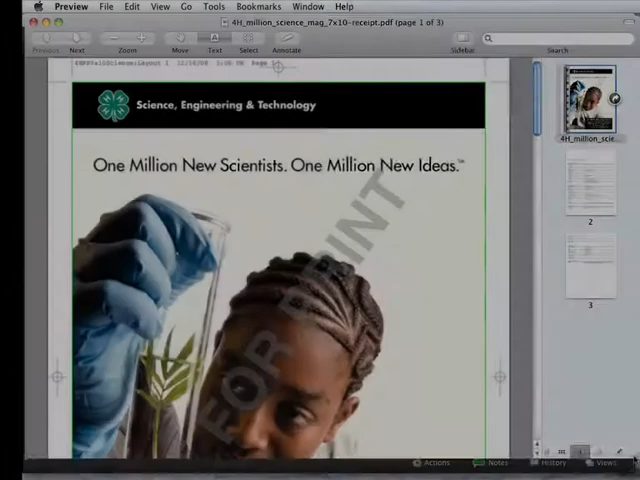 Preview File Edit View Go Tools Bookmarks Window Help
4H_million_science_mag_7x10-receipt.pdf (page 1 of 3)
Previous Next Zoom Move Text Select Annotate Sidebar Search
Science, Engineering & Technology
One Million New Scientists. One Million New Ideas.℠
FOR PRINT
4H_million_scie...
2
3
Actions Notes History Views